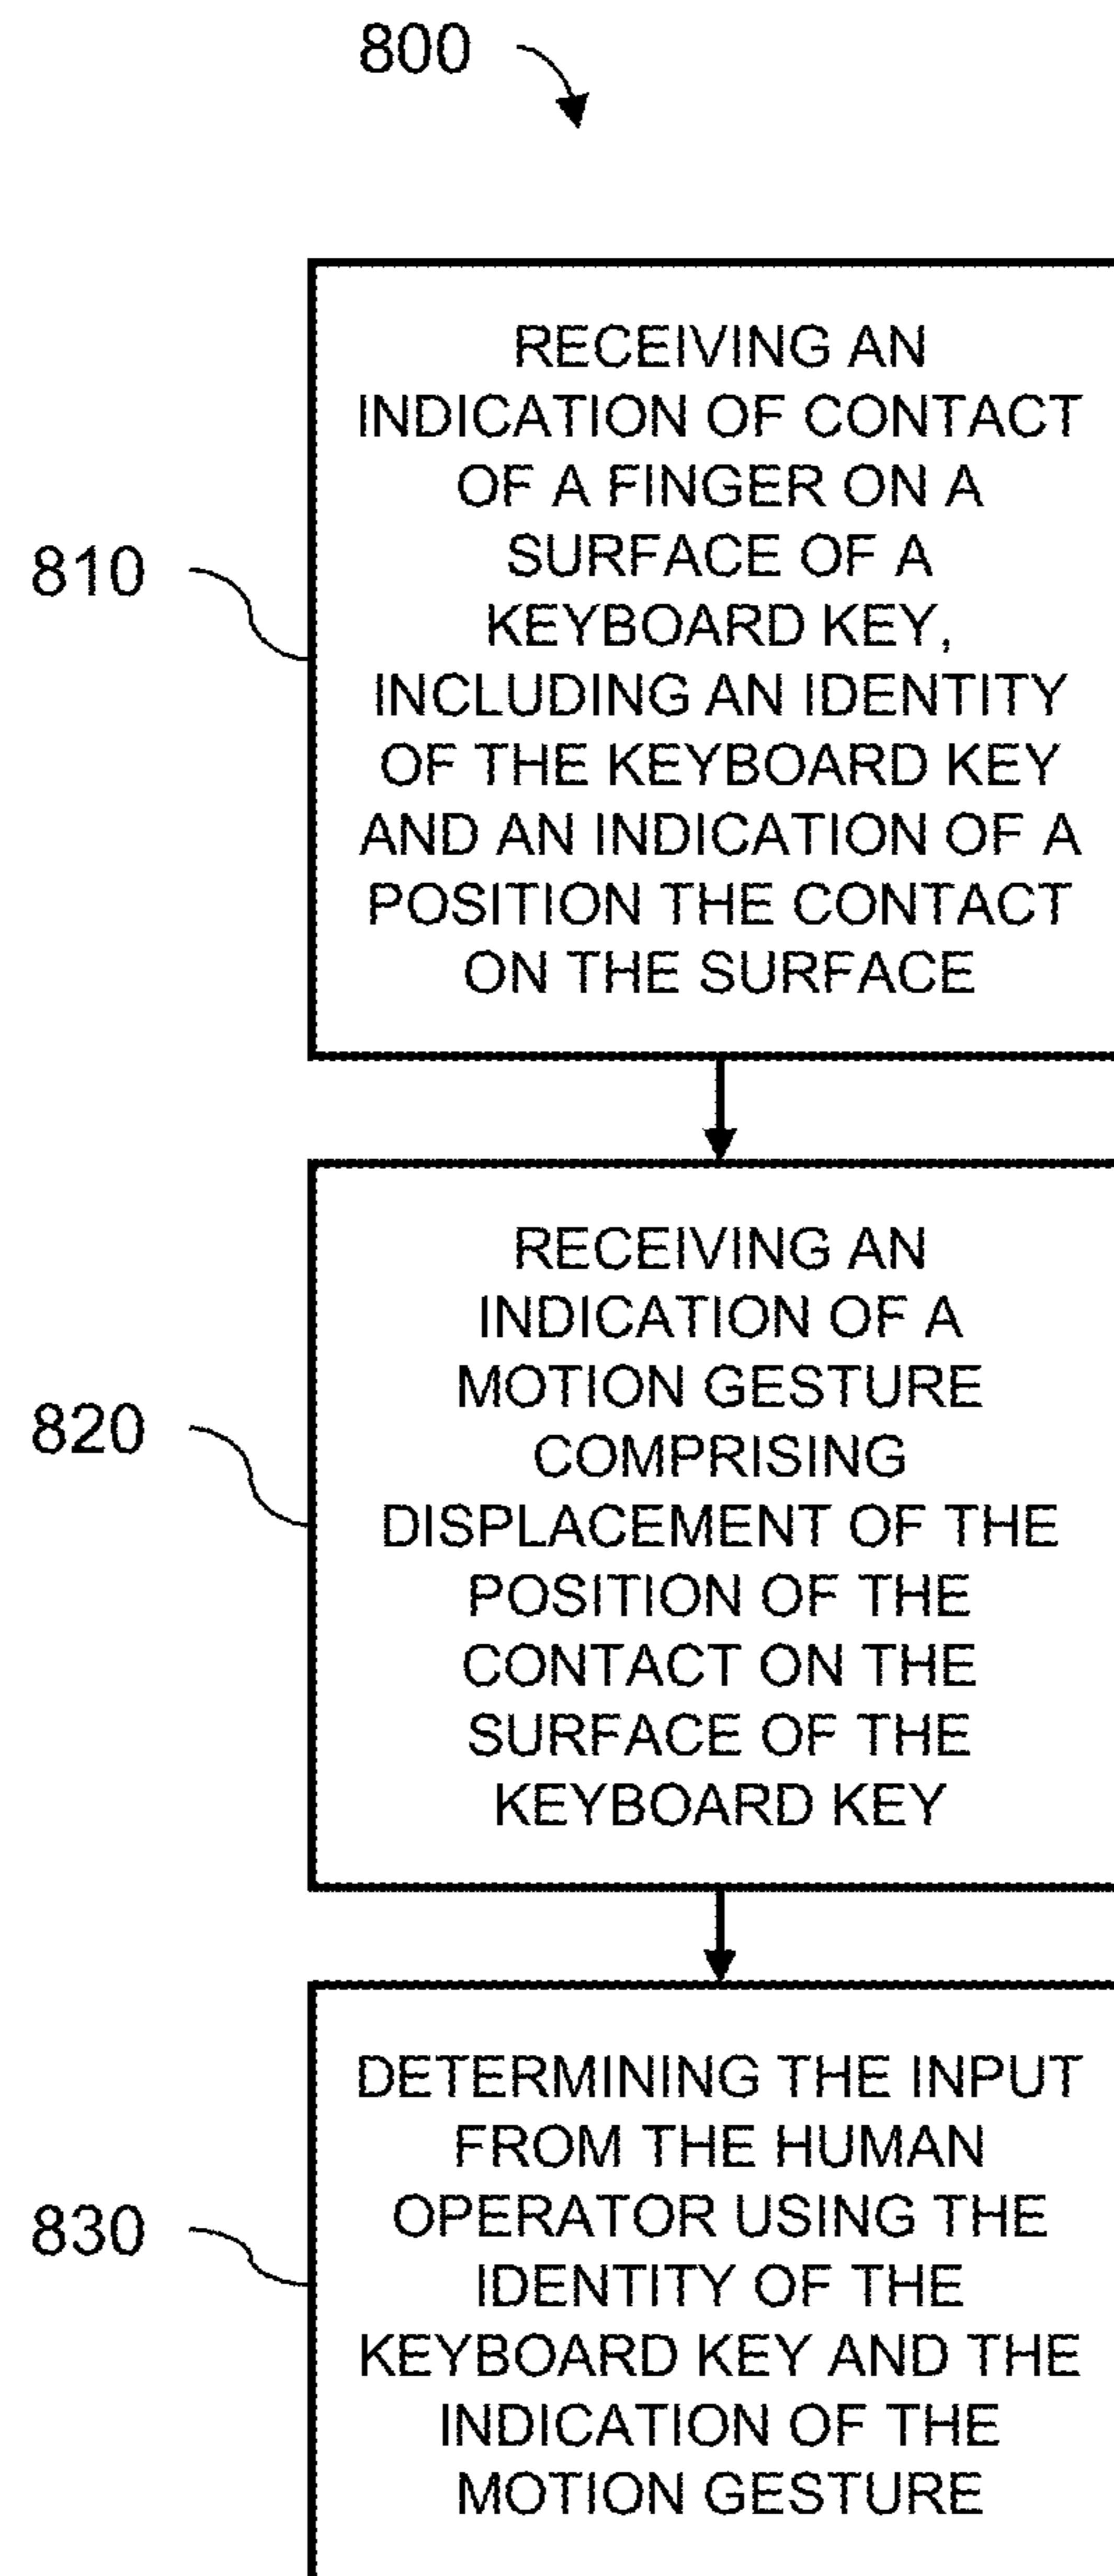 800
RECEIVING AN
INDICATION OF CONTACT
OF A FINGER ON A
SURFACE OF A
KEYBOARD KEY,
INCLUDING AN IDENTITY
OF THE KEYBOARD KEY
AND AN INDICATION OF A
POSITION THE CONTACT
ON THE SURFACE
810
RECEIVING AN
INDICATION OF A
MOTION GESTURE
COMPRISING
DISPLACEMENT OF THE
POSITION OF THE
CONTACT ON THE
SURFACE OF THE
KEYBOARD KEY
820
DETERMINING THE INPUT
FROM THE HUMAN
OPERATOR USING THE
IDENTITY OF THE
KEYBOARD KEY AND THE
INDICATION OF THE
MOTION GESTURE
830